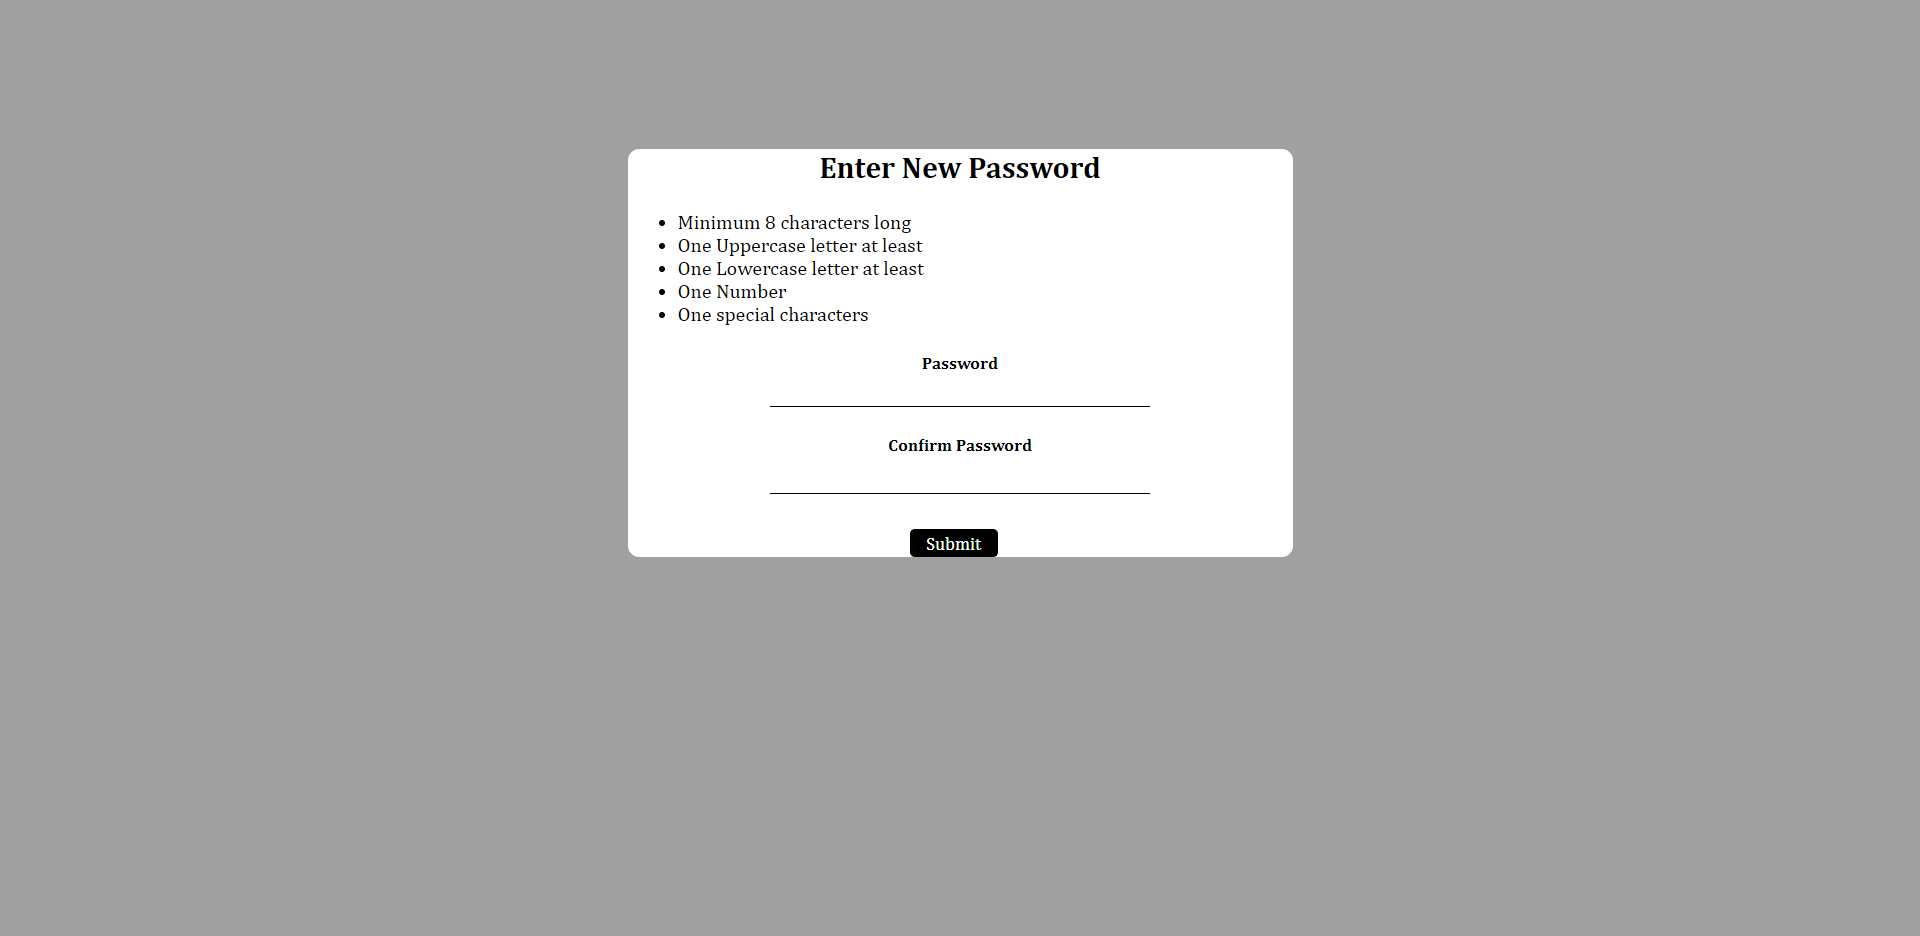 Enter New Password
Minimum 8 characters long
One Uppercase letter at least
One Lowercase letter at least
One Number
One special characters
Password
Confirm Password
Submit